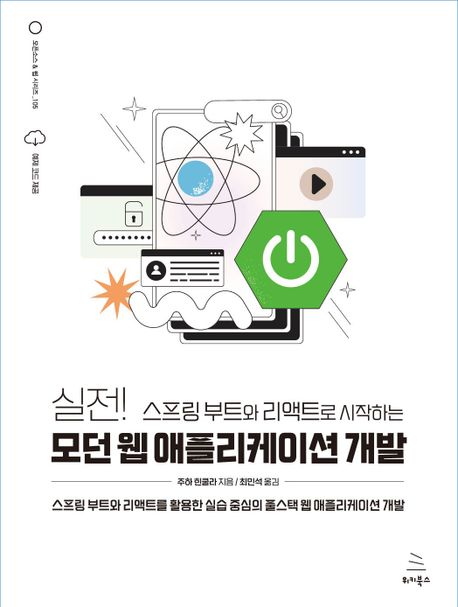 오픈소스 & 웹 시리즈_105
예제 코드 제공
실전! 스프링 부트와 리액트로 시작하는
모던 웹 애플리케이션 개발
주하 힌쿨라 지음 / 최민석 옮김
스프링 부트와 리액트를 활용한 실습 중심의 풀스택 웹 애플리케이션 개발
위키북스